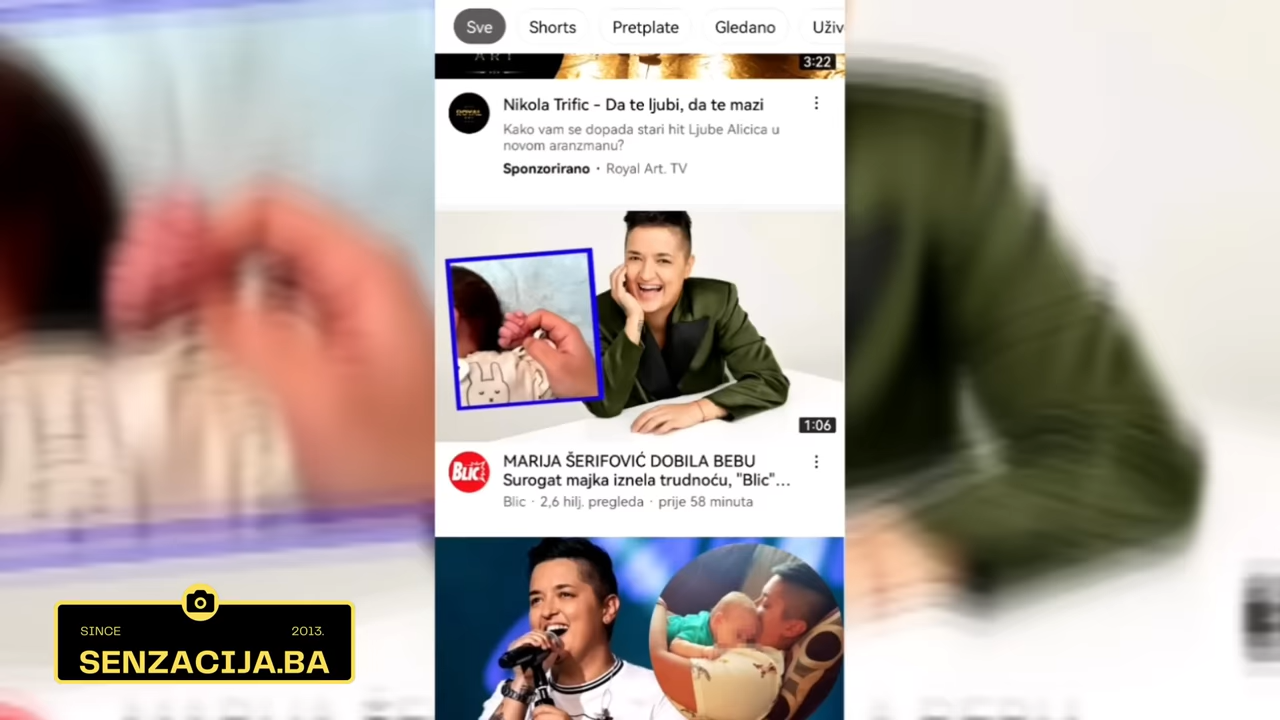 Sve
Shorts
Pretplate
Gledano
Uživ
ART
3:22
Nikola Trific - Da te ljubi, da te mazi
Kako vam se dopada stari hit Ljube Alicica u
novom aranzmanu?
Sponzorirano · Royal Art. TV
1:06
BLIC
MARIJA ŠERIFOVIĆ DOBILA BEBU
Surogat majka iznela trudnoću, "Blic"...
Blic · 2,6 hilj. pregleda · prije 58 minuta
SINCE
2013.
SENZACIJA.BA